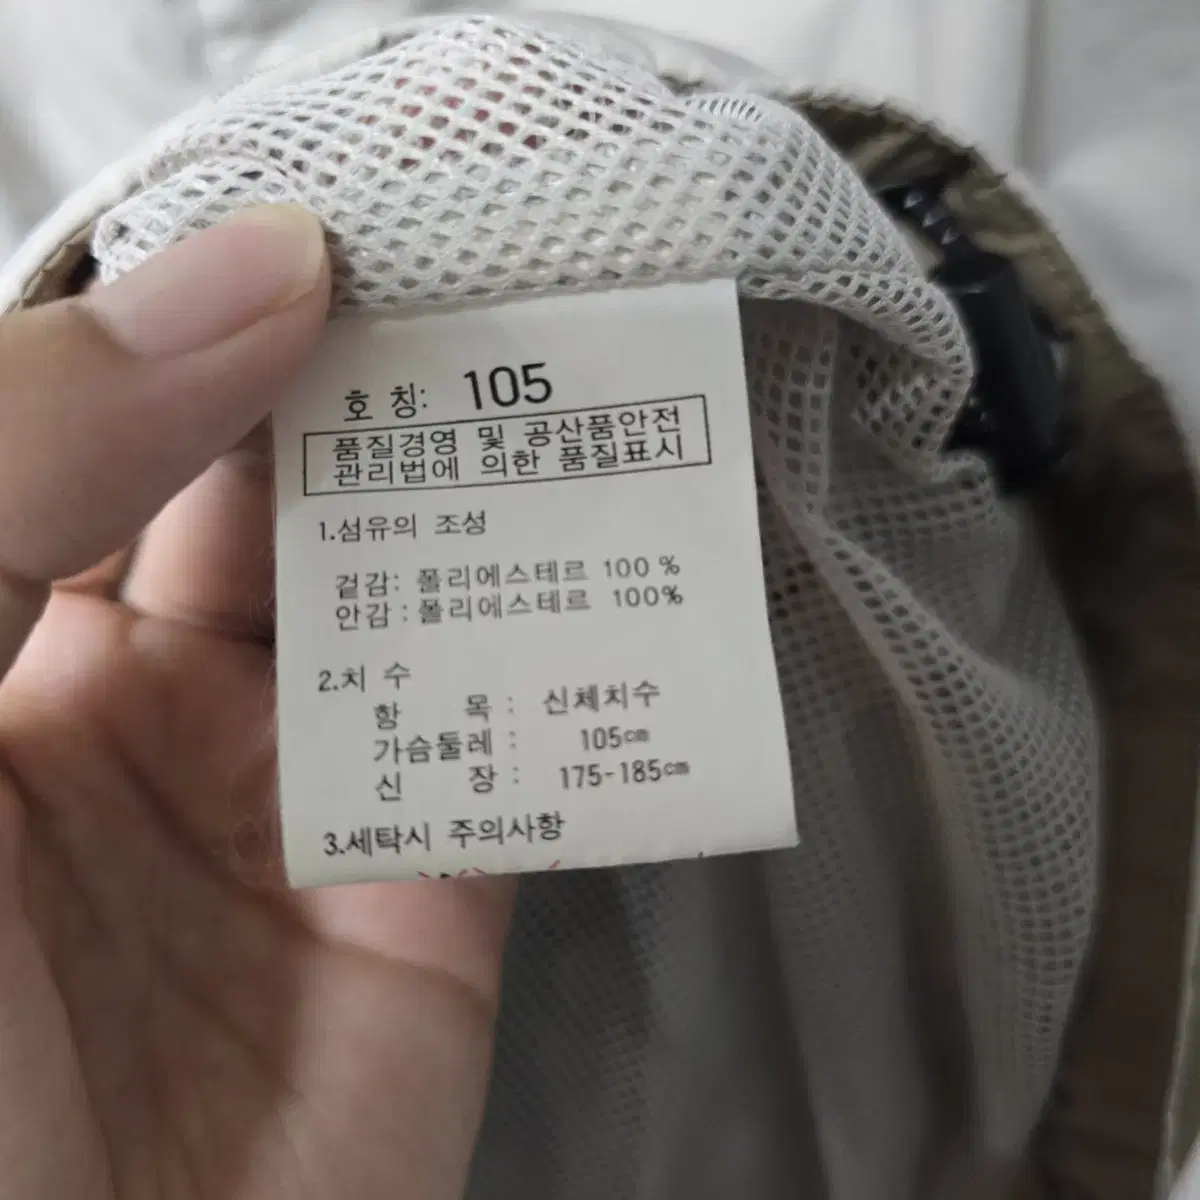 호 칭: 105
품질경영 및 공산품안전
관리법에 의한 품질표시
1.섬유의 조성
겉감: 폴리에스테르 100 %
안감 : 폴리에스테르 100%
2.치 수
항 목 : 신체치수
가슴둘레 : 105㎝
신 장 : 175-185㎝
3.세탁시 주의사항